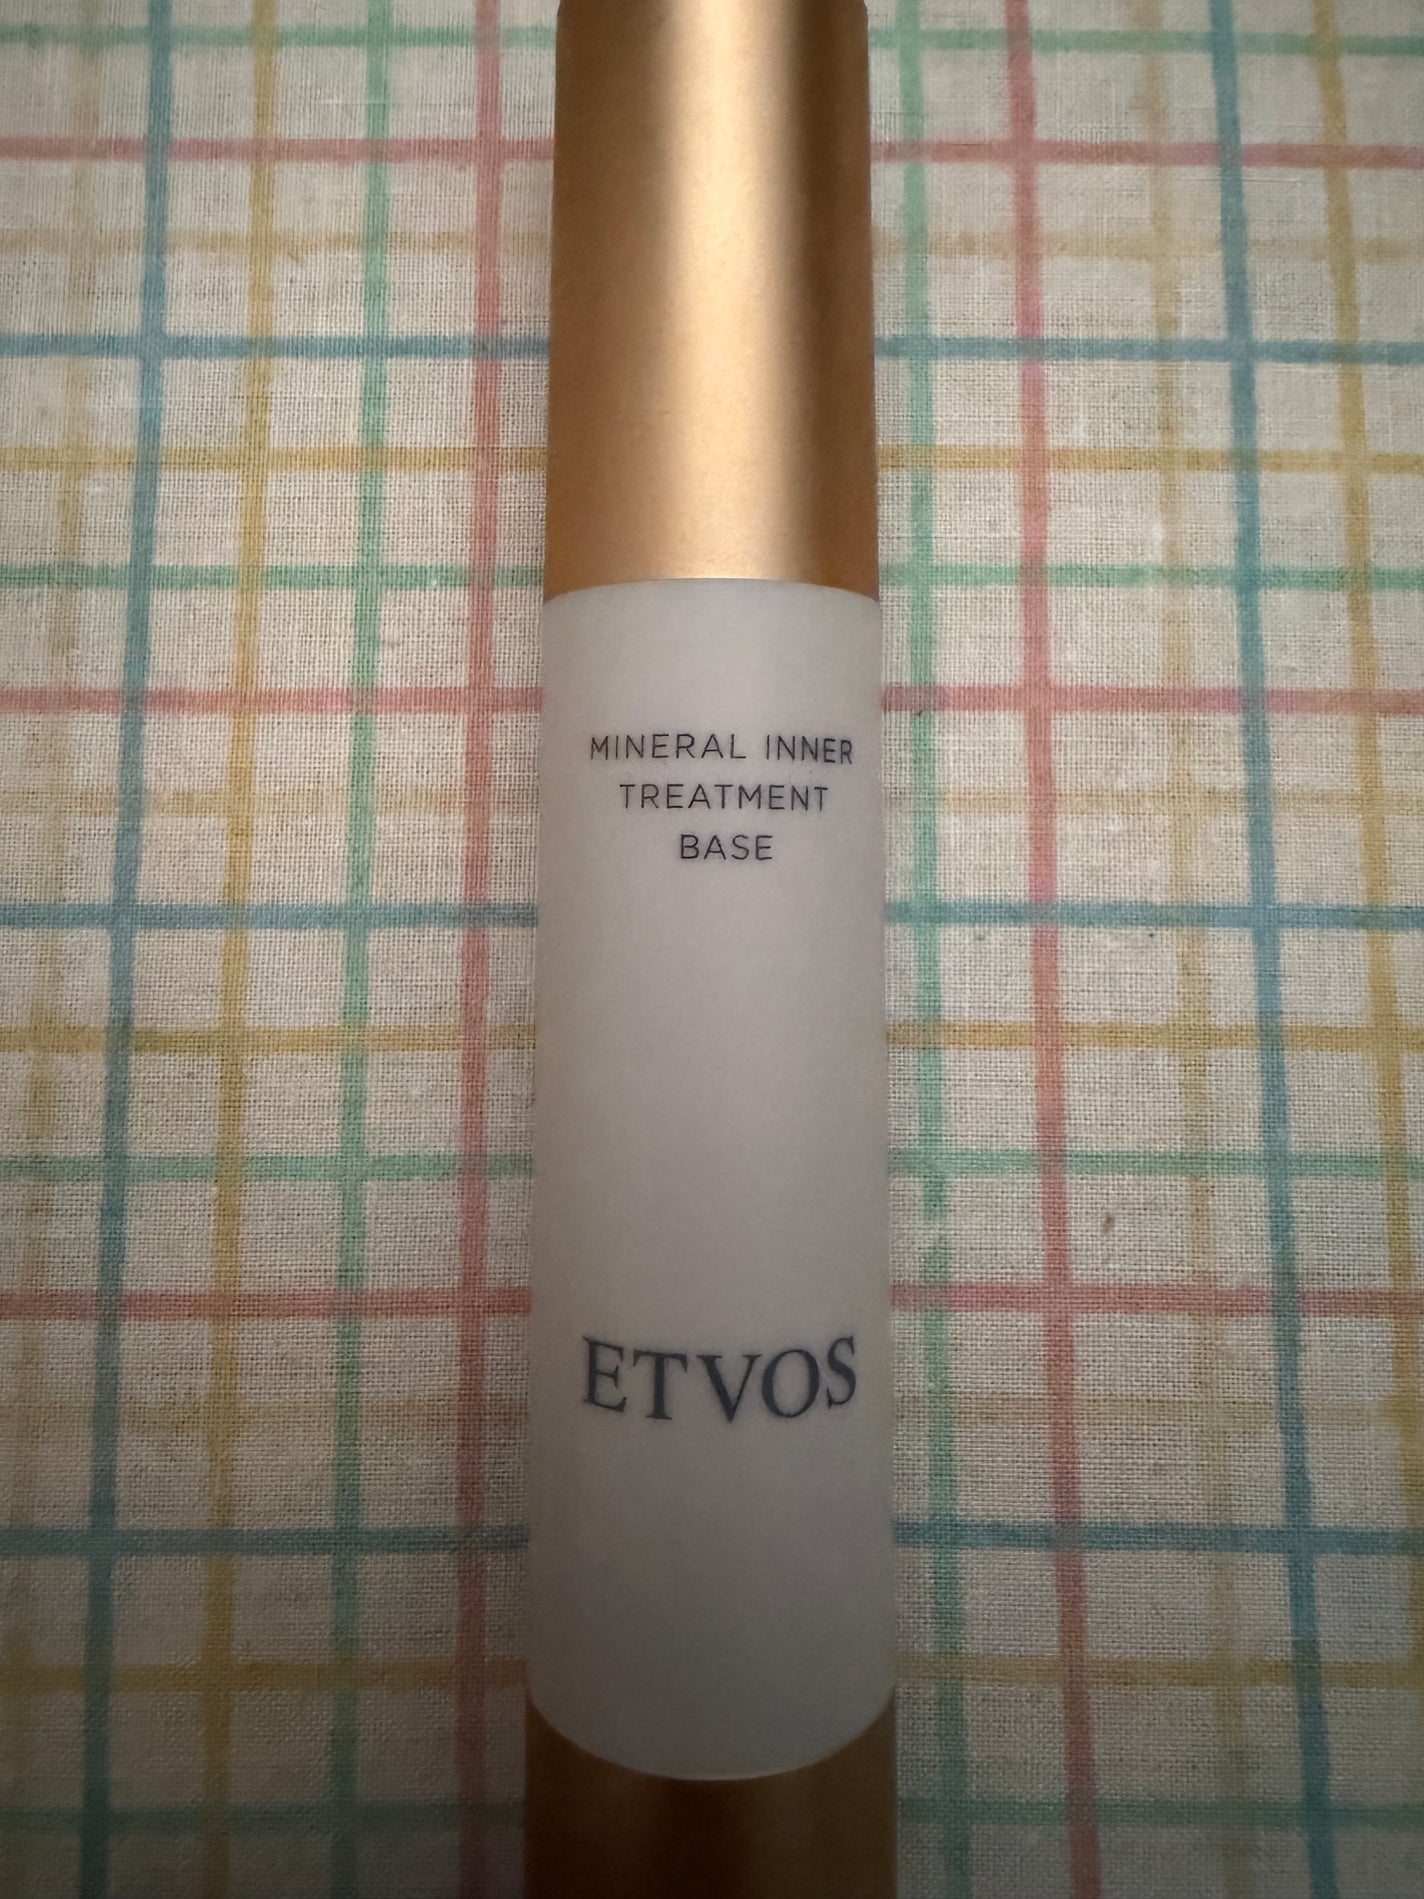 MINERAL INNER
TREATMENT
BASE
ETVOS